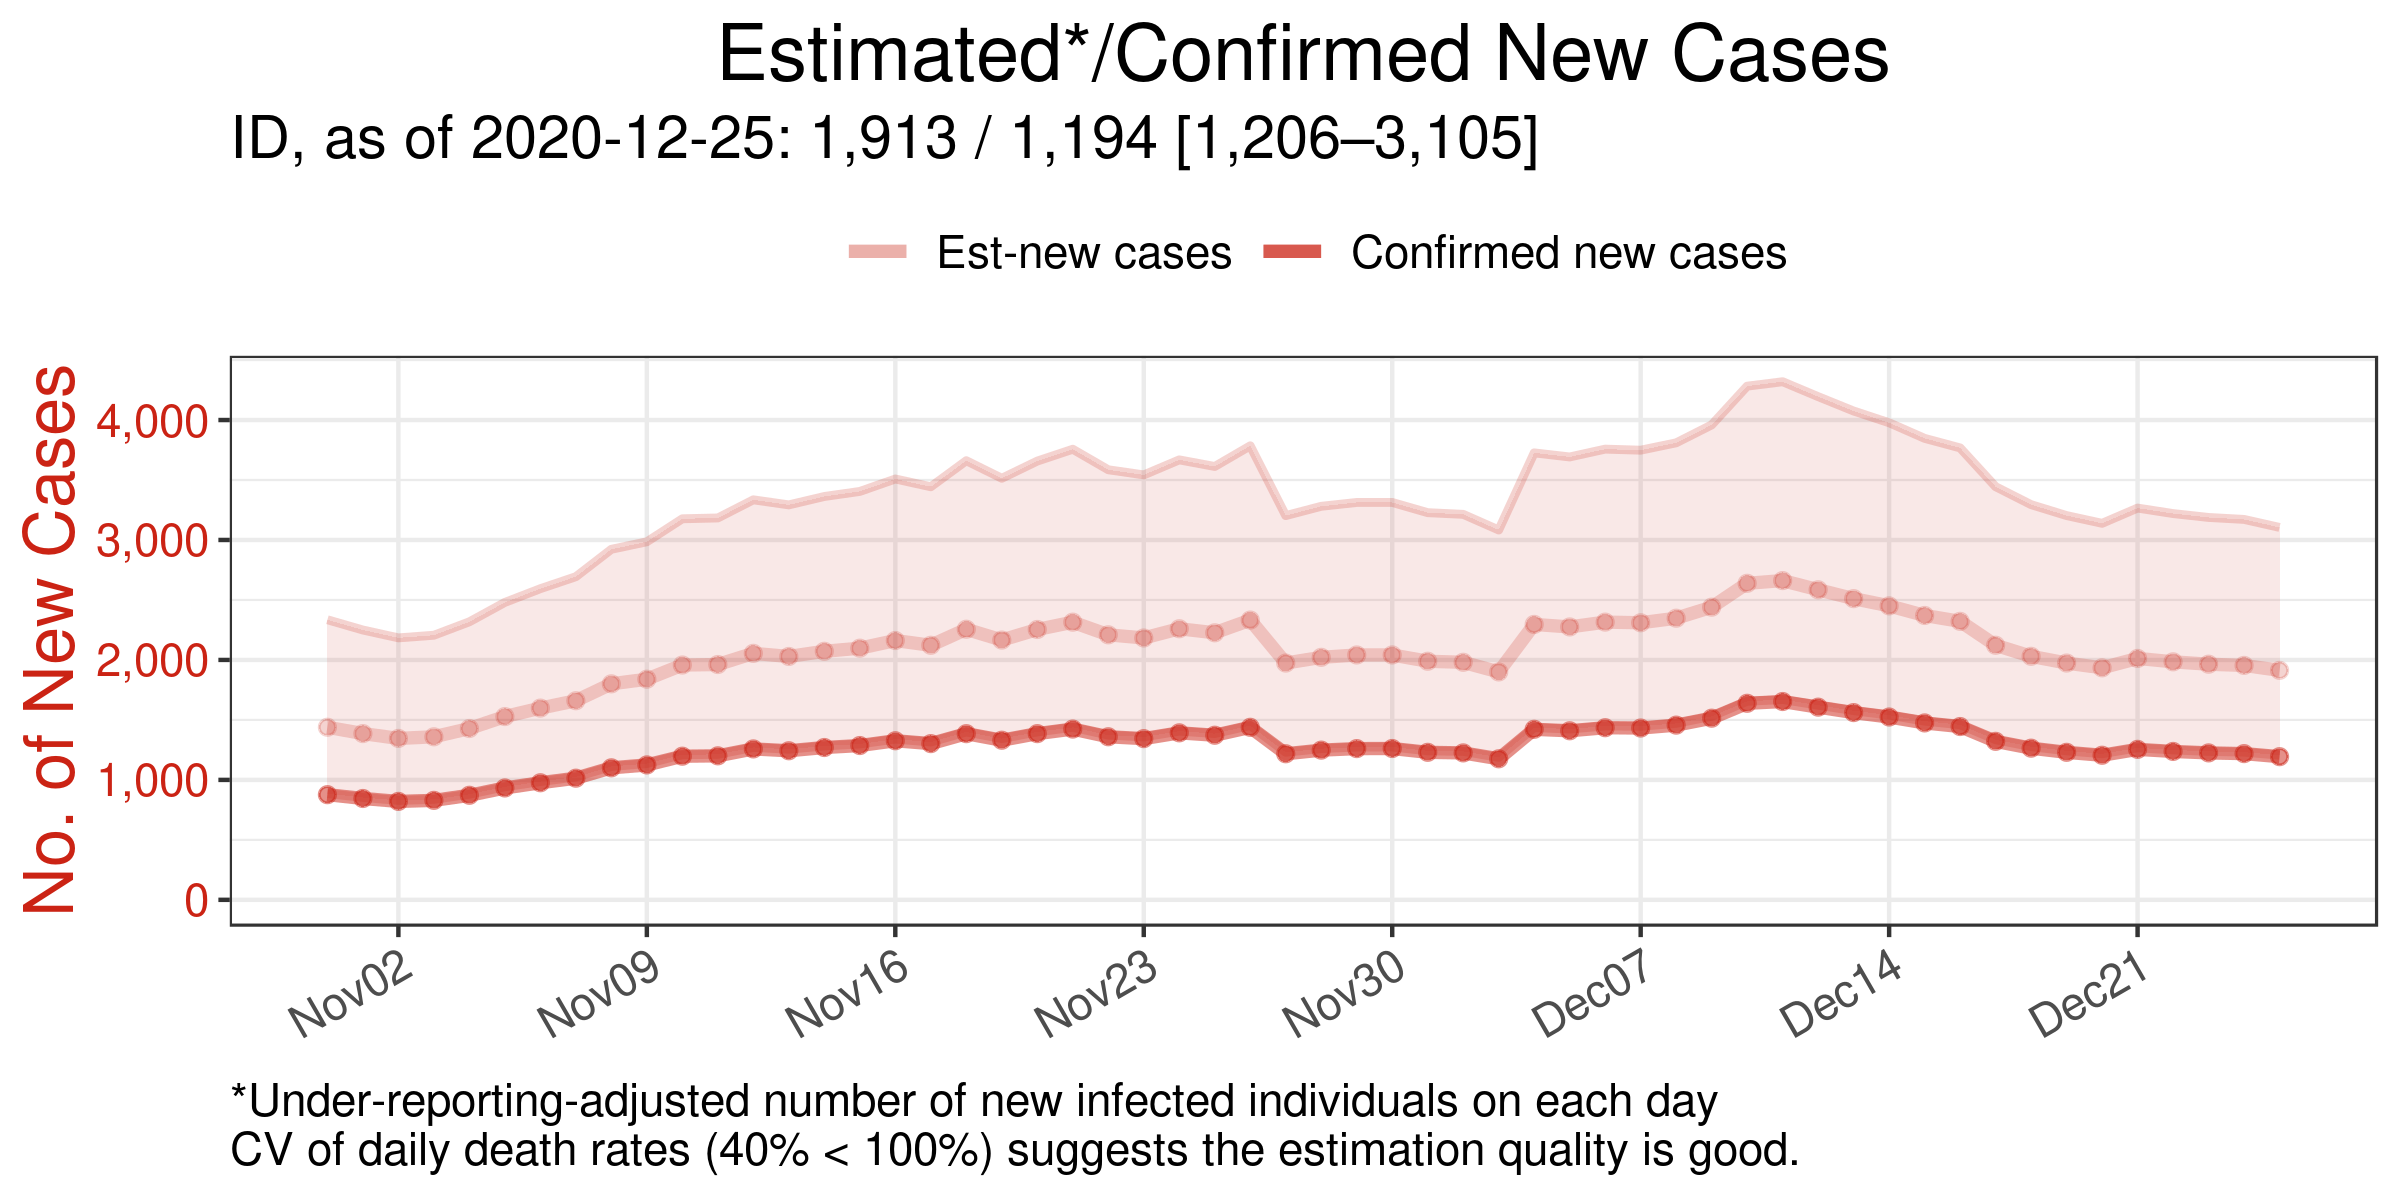 Estimated*/Confirmed New Cases
ID, as of 2020-12-25: 1,913 / 1,194 [1,206–3,105]
Est-new cases
Confirmed new cases
No. of New Cases
4,000
3,000
2,000
1,000
0
Nov02
Nov09
Nov16
Nov23
Nov30
Dec07
Dec14
Dec21
*Under-reporting-adjusted number of new infected individuals on each day
CV of daily death rates (40% < 100%) suggests the estimation quality is good.